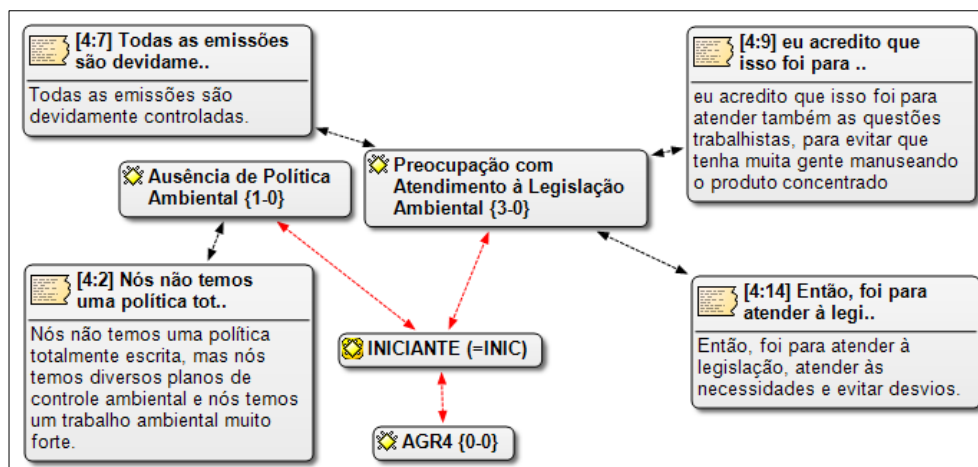 [4:7] Todas as emissões
são devidame..
Todas as emissões são
devidamente controladas.
[4:9] eu acredito que
isso foi para ..
eu acredito que isso foi para
atender também as questões
trabalhistas, para evitar que
tenha muita gente manuseando
o produto concentrado
Ausência de Política
Ambiental {1-0}
Preocupação com
Atendimento à Legislação
Ambiental {3-0}
[4:2] Nós não temos
uma política tot..
Nós não temos uma política
totalmente escrita, mas nós
temos diversos planos de
controle ambiental e nós temos
um trabalho ambiental muito
forte.
[4:14] Então, foi para
atender à legi..
Então, foi para atender à
legislação, atender às
necessidades e evitar desvios.
INICIANTE (=INIC)
AGR4 {0-0}